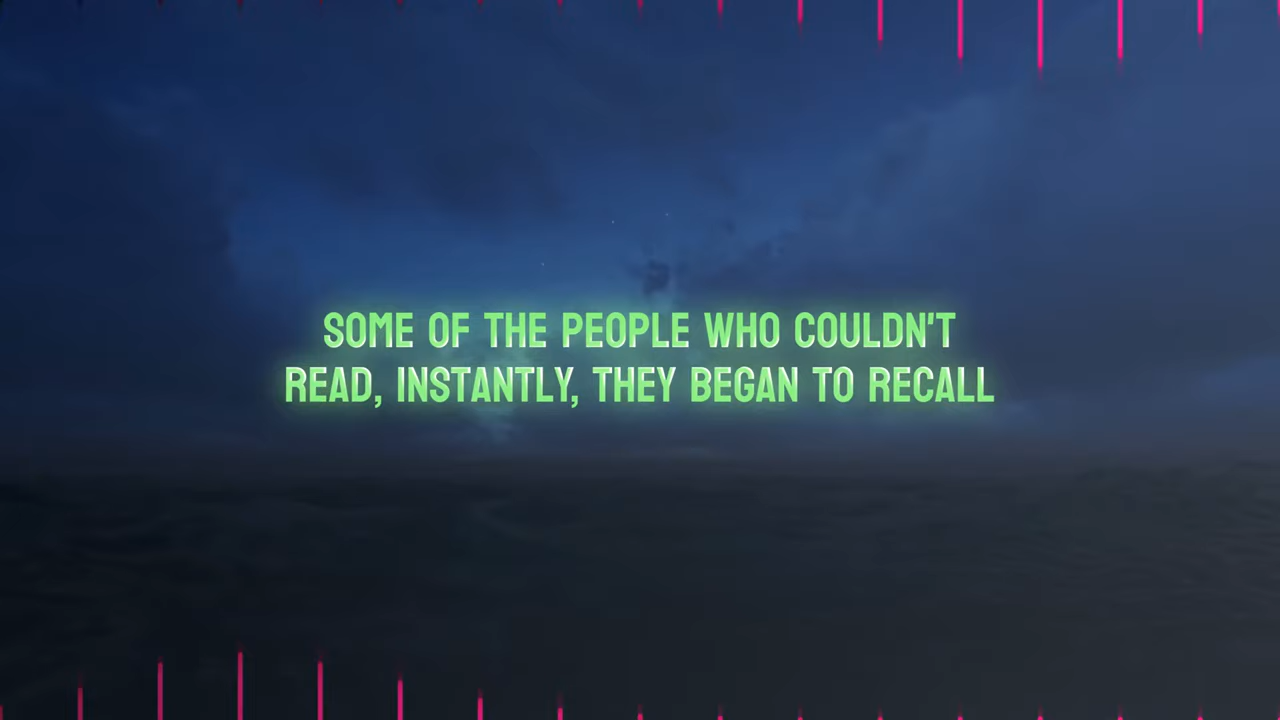 SOME OF THE PEOPLE WHO COULDN'T
READ, INSTANTLY, THEY BEGAN TO RECALL